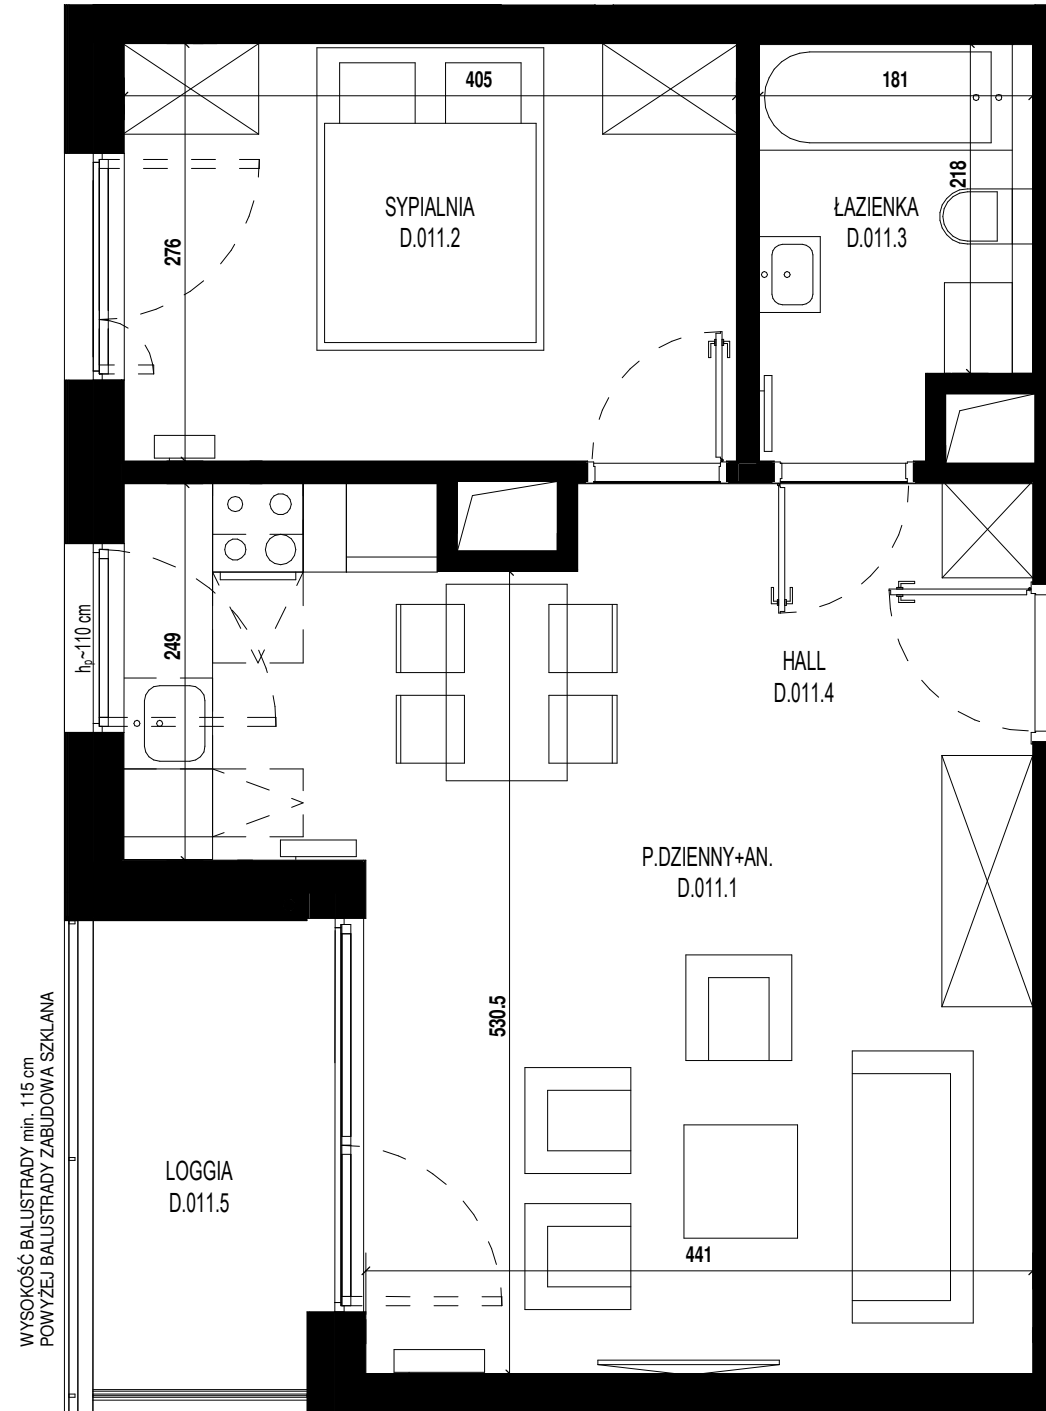 405
181
SYPIALNIA
D.011.2
218
ŁAZIENKA
D.011.3
276
hp~110 cm
249
HALL
D.011.4
P.DZIENNY+AN.
D.011.1
530.5
WYSOKOŚĆ BALUSTRADY min. 115 cm
POWYŻEJ BALUSTRADY ZABUDOWA SZKLANA
LOGGIA
D.011.5
441